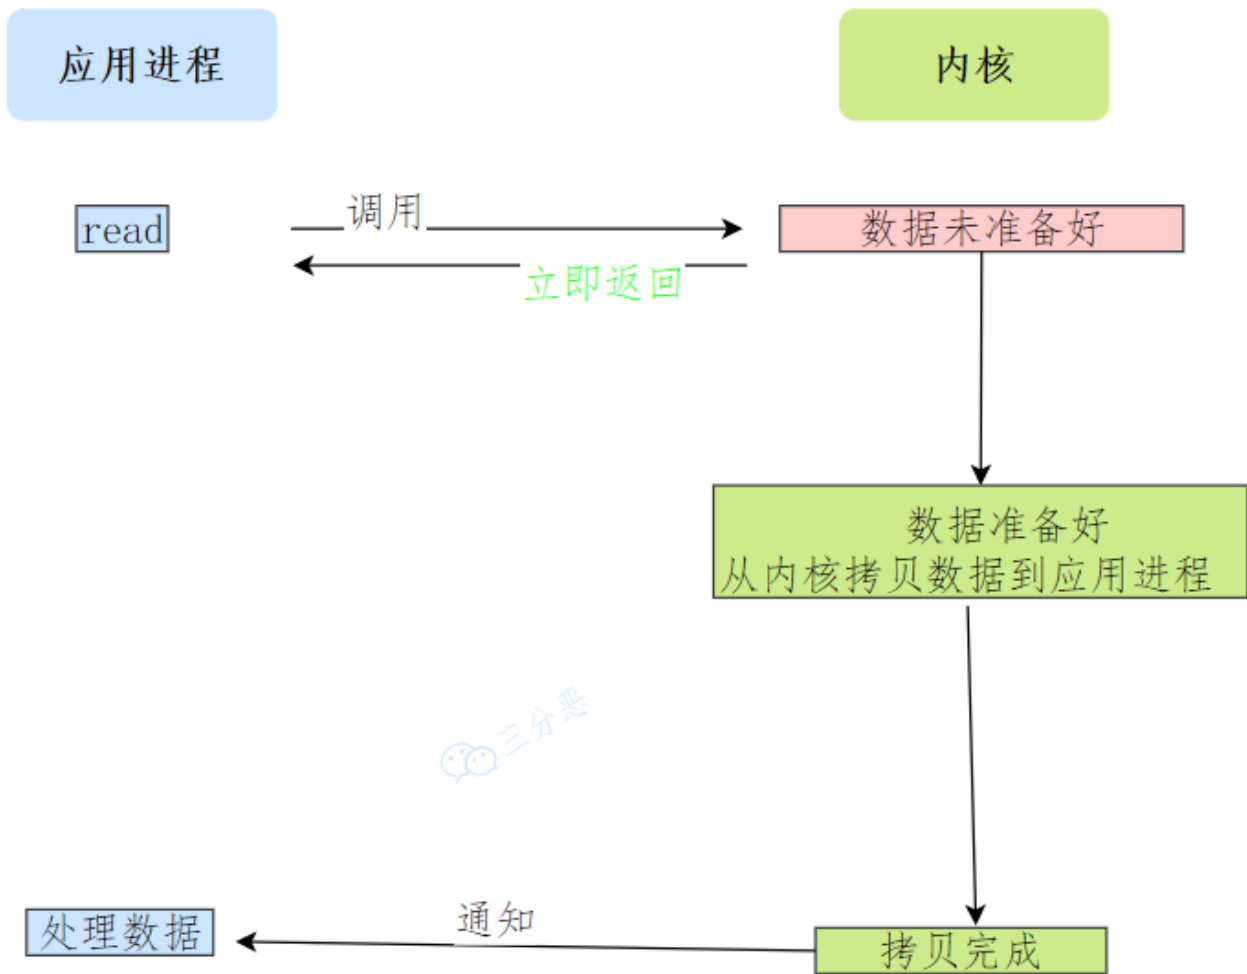 应用进程
内核
read
调用
数据未准备好
立即返回
数据准备好
从内核拷贝数据到应用进程
三分恶
处理数据
通知
拷贝完成